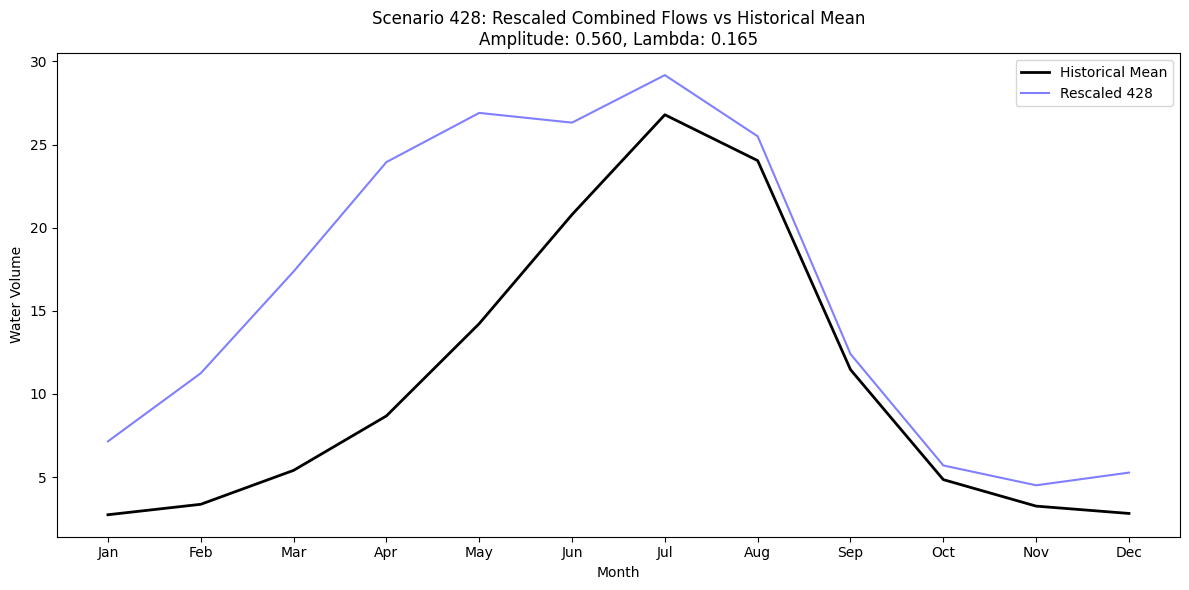 Scenario 428: Rescaled Combined Flows vs Historical Mean
Amplitude: 0.560, Lambda: 0.165
Historical Mean
Rescaled 428
Water Volume
30
25
20
15
10
5
Jan Feb Mar Apr May Jun Jul Aug Sep Oct Nov Dec
Month